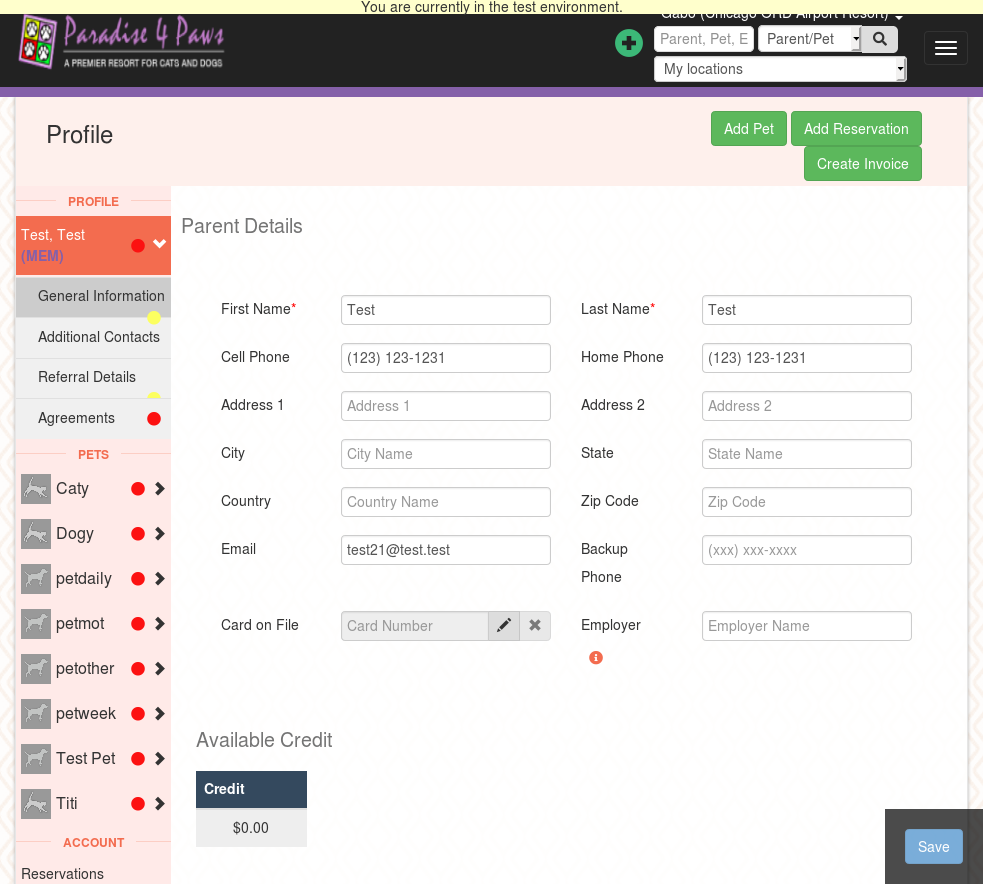 You are currently in the test environment.
Gabo (Chicago ORD Airport Resort)
Paradise 4 Paws
A PREMIER RESORT FOR CATS AND DOGS
Parent, Pet, E
Parent/Pet
My locations
Profile
Add Pet
Add Reservation
Create Invoice
PROFILE
Test, Test
(MEM)
General Information
Additional Contacts
Referral Details
Agreements
PETS
Caty
Dogy
petdaily
petmot
petother
petweek
Test Pet
Titi
ACCOUNT
Reservations
Parent Details
First Name* Test Last Name* Test
Cell Phone (123) 123-1231 Home Phone (123) 123-1231
Address 1 Address 1 Address 2 Address 2
City City Name State State Name
Country Country Name Zip Code Zip Code
Email test21@test.test Backup Phone (xxx) xxx-xxxx
Card on File Card Number Employer Employer Name
Available Credit
Credit
$0.00
Save